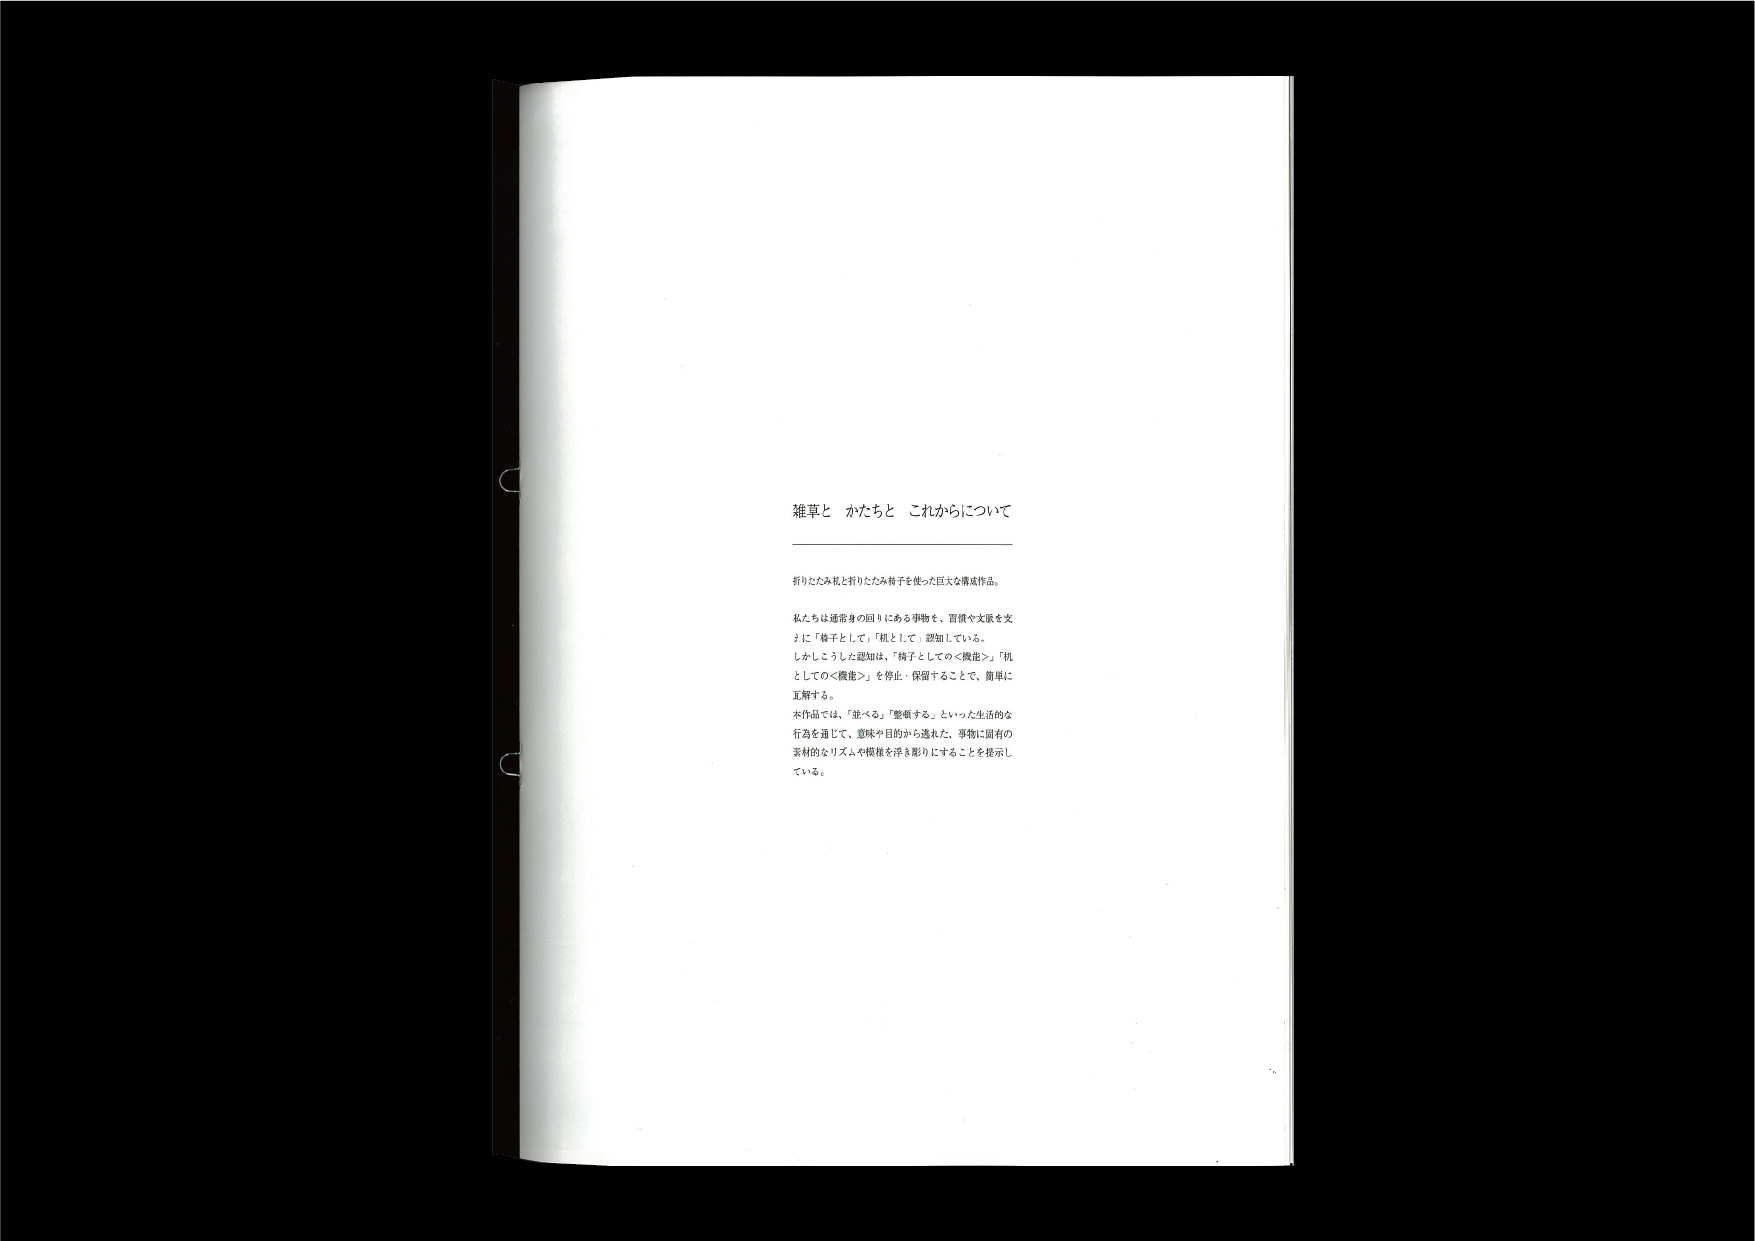 雑草と　かたちと　これからについて
折りたたみ机と折りたたみ椅子を使った巨大な構成作品。
私たちは通常身の回りにある事物を、習慣や文脈を支
えに「椅子として」「机として」認知している。
しかしこうした認知は、「椅子としての＜機能＞」「机
としての＜機能＞」を停止・保留することで、簡単に
瓦解する。
本作品では、「並べる」「整頓する」といった生活的な
行為を通じて、意味や目的から逃れた、事物に固有の
素材的なリズムや模様を浮き彫りにすることを提示し
ている。